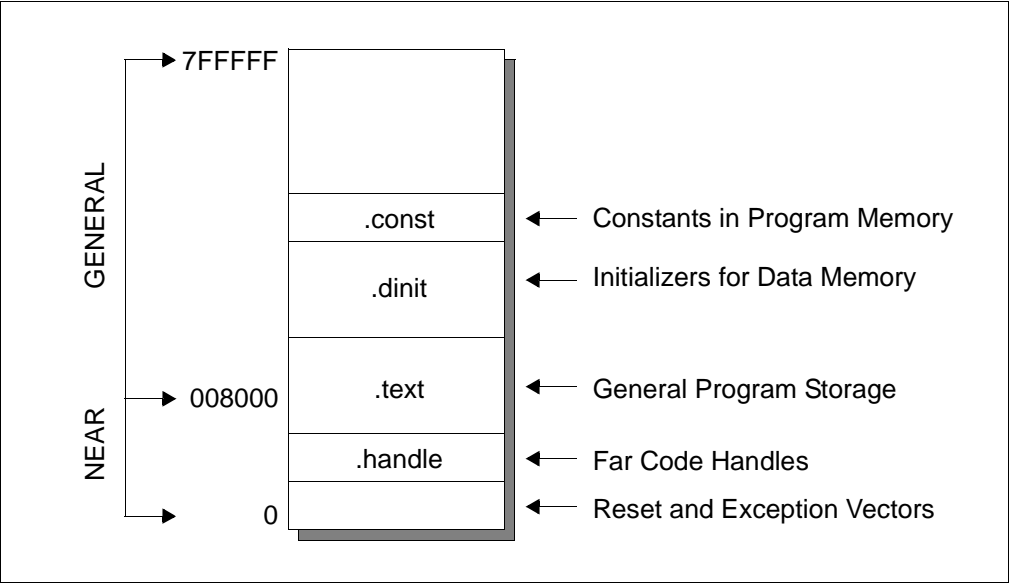 7FFFFF
GENERAL
.const
Constants in Program Memory
.dinit
Initializers for Data Memory
.text
General Program Storage
008000
NEAR
.handle
Far Code Handles
0
Reset and Exception Vectors